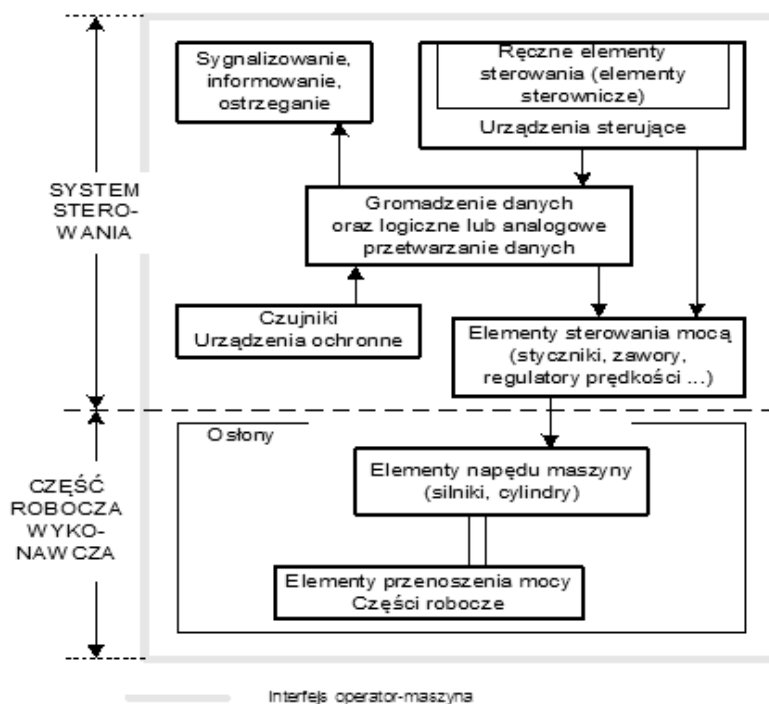 Sygnalizowanie,
informowanie,
ostrzeganie
Ręczne elementy
sterowania (elementy
sterownicze)
Urządzenia sterujące
SYSTEM
STERO-
WANIA
Gromadzenie danych
oraz logiczne lub analogowe
przetwarzanie danych
Czujniki
Urządzenia ochronne
Elementy sterowania mocą
(styczniki, zawory,
regulatory prędkości ...)
Osłony
CZĘŚĆ
ROBOCZA
WYKO-
NAWCZA
Elementy napędu maszyny
(silniki, cylindry)
Elementy przenoszenia mocy
Części robocze
Interfejs operator-maszyna